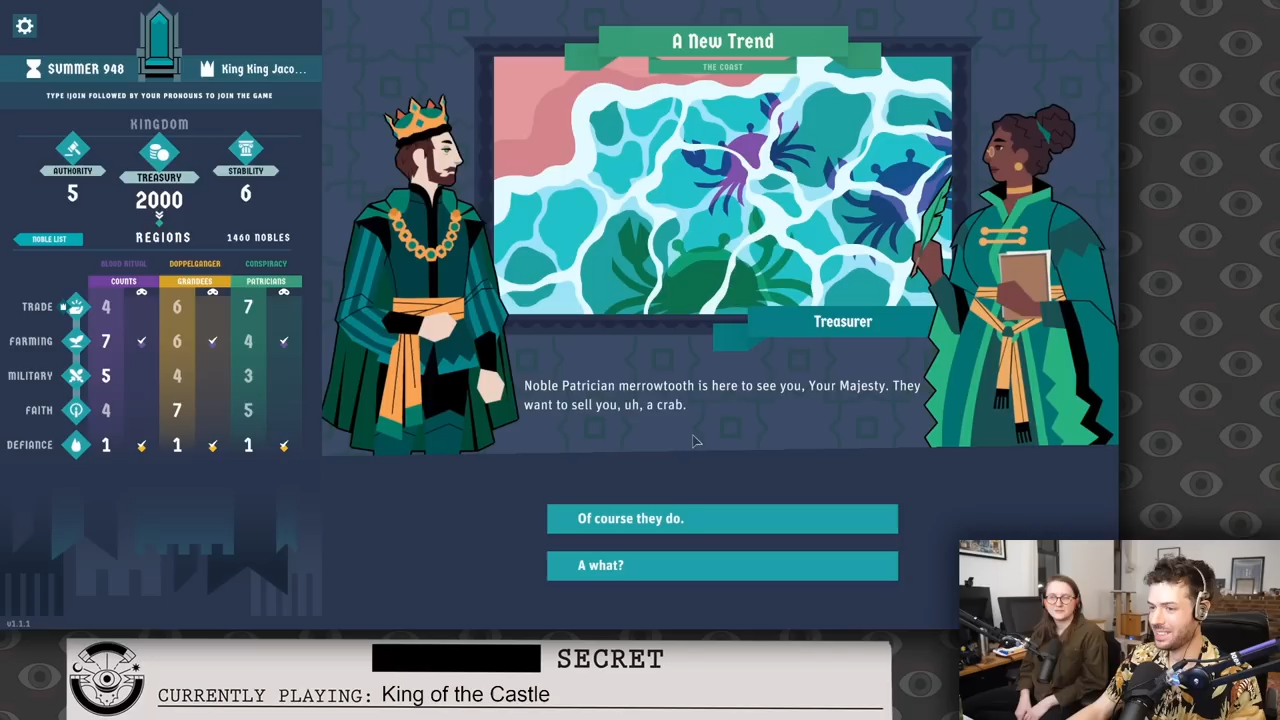 A New Trend
THE COAST
SUMMER 948
King King Jaco...
TYPE !JOIN FOLLOWED BY YOUR PRONOUNS TO JOIN THE GAME
KINGDOM
AUTHORITY
5
TREASURY
2000
STABILITY
6
NOBLE LIST
REGIONS
1460 NOBLES
BLOOD RITUAL DOPPELGANGER CONSPIRACY
COUNTS GRANDEES PATRICIANS
TRADE 4 6 7
FARMING 7 6 4
MILITARY 5 4 3
FAITH 4 7 5
DEFIANCE 1 1 1
v1.1.1
Treasurer
Noble Patrician merrowtooth is here to see you, Your Majesty. They
want to sell you, uh, a crab.
Of course they do.
A what?
SECRET
CURRENTLY PLAYING: King of the Castle